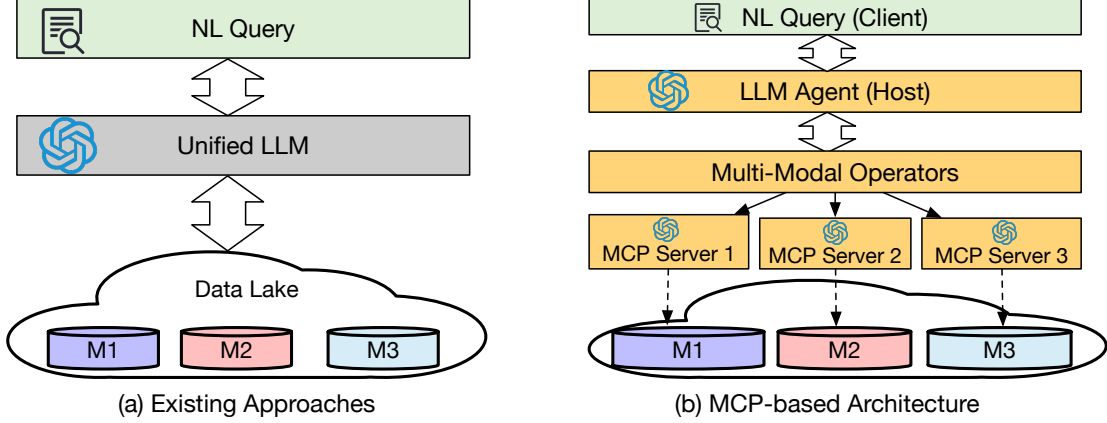 NL Query
Unified LLM
Data Lake
M1 M2 M3
(a) Existing Approaches
NL Query (Client)
LLM Agent (Host)
Multi-Modal Operators
MCP Server 1 MCP Server 2 MCP Server 3
M1 M2 M3
(b) MCP-based Architecture